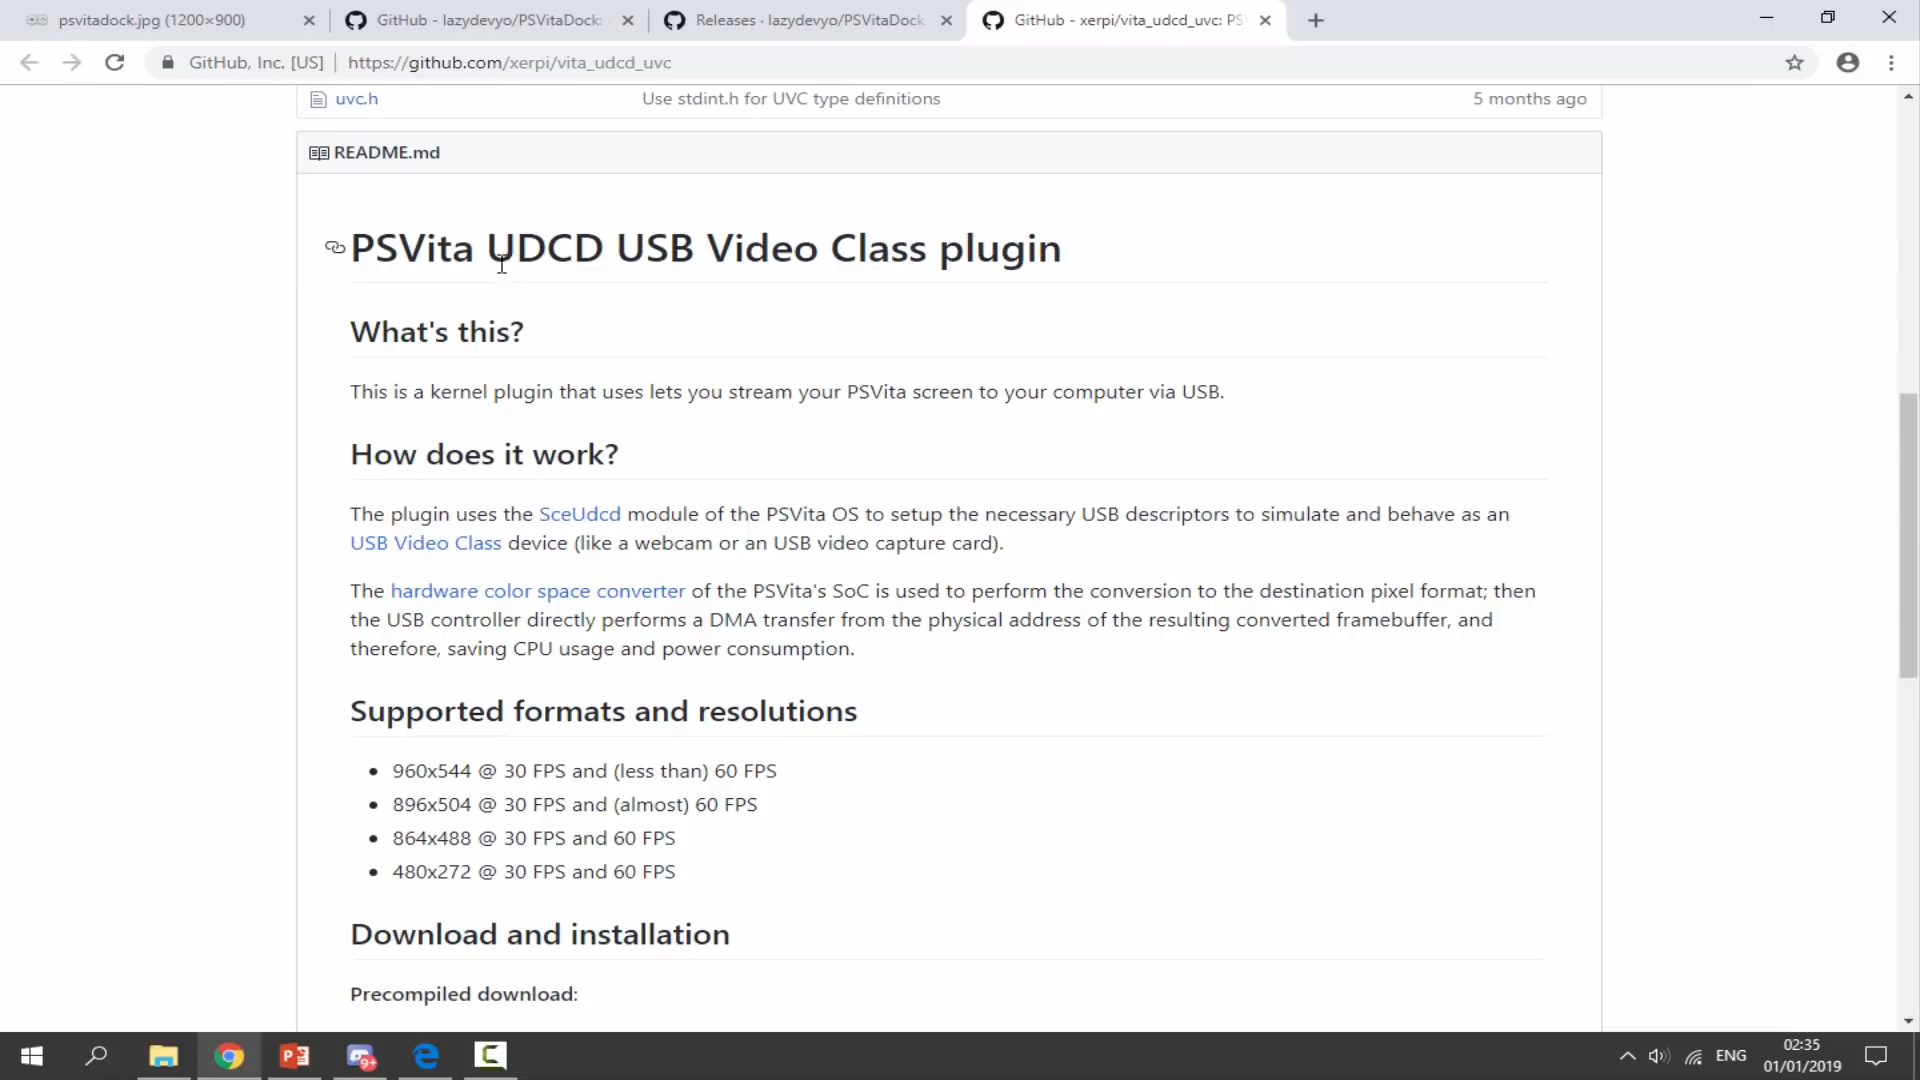 psvitadock.jpg (1200×900)
GitHub - lazydevyo/PSVitaDock:
Releases · lazydevyo/PSVitaDock
GitHub - xerpi/vita_udcd_uvc: PS
GitHub, Inc. [US] | https://github.com/xerpi/vita_udcd_uvc
uvc.h Use stdint.h for UVC type definitions 5 months ago
README.md
PSVita UDCD USB Video Class plugin
What's this?
This is a kernel plugin that uses lets you stream your PSVita screen to your computer via USB.
How does it work?
The plugin uses the SceUdcd module of the PSVita OS to setup the necessary USB descriptors to simulate and behave as an
USB Video Class device (like a webcam or an USB video capture card).
The hardware color space converter of the PSVita's SoC is used to perform the conversion to the destination pixel format; then
the USB controller directly performs a DMA transfer from the physical address of the resulting converted framebuffer, and
therefore, saving CPU usage and power consumption.
Supported formats and resolutions
• 960x544 @ 30 FPS and (less than) 60 FPS
• 896x504 @ 30 FPS and (almost) 60 FPS
• 864x488 @ 30 FPS and 60 FPS
• 480x272 @ 30 FPS and 60 FPS
Download and installation
Precompiled download:
9+
ENG
02:35
01/01/2019